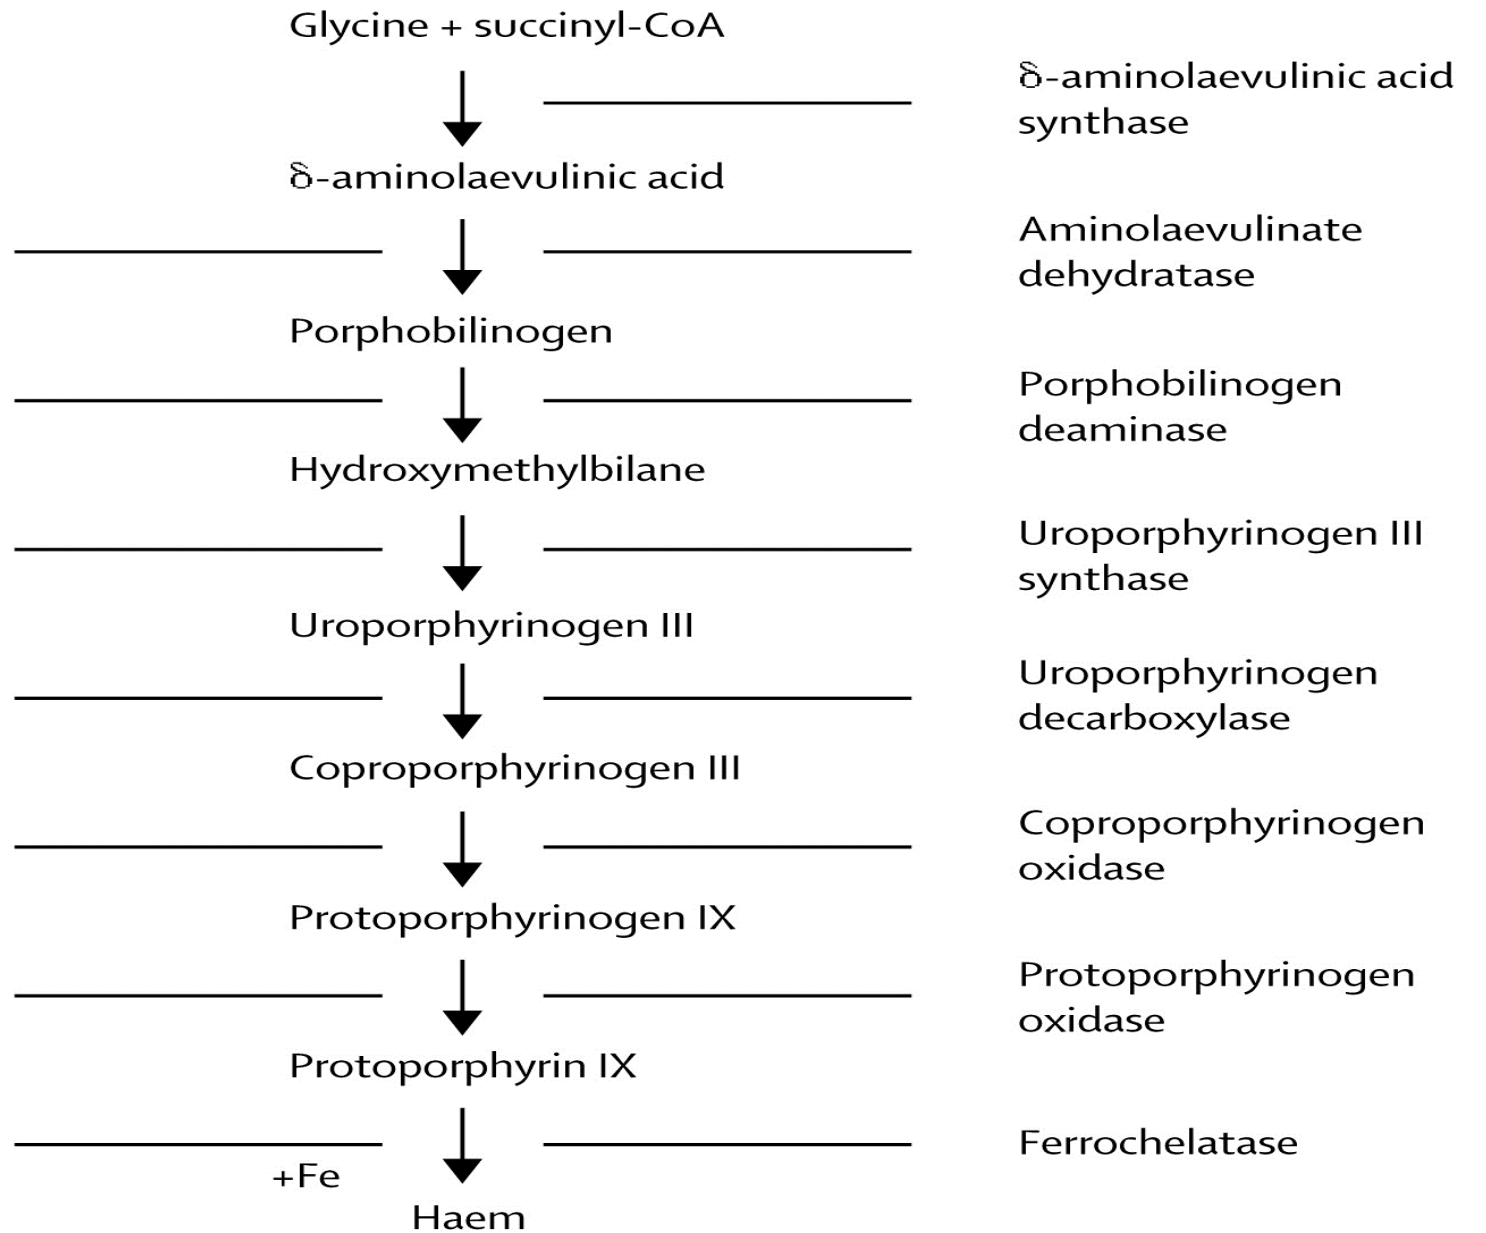 Glycine + succinyl-CoA
δ-aminolaevulinic acid
synthase
δ-aminolaevulinic acid
Aminolaevulinate
dehydratase
Porphobilinogen
Porphobilinogen
deaminase
Hydroxymethylbilane
Uroporphyrinogen III
synthase
Uroporphyrinogen III
Uroporphyrinogen
decarboxylase
Coproporphyrinogen III
Coproporphyrinogen
oxidase
Protoporphyrinogen IX
Protoporphyrinogen
oxidase
Protoporphyrin IX
Ferrochelatase
+Fe
Haem